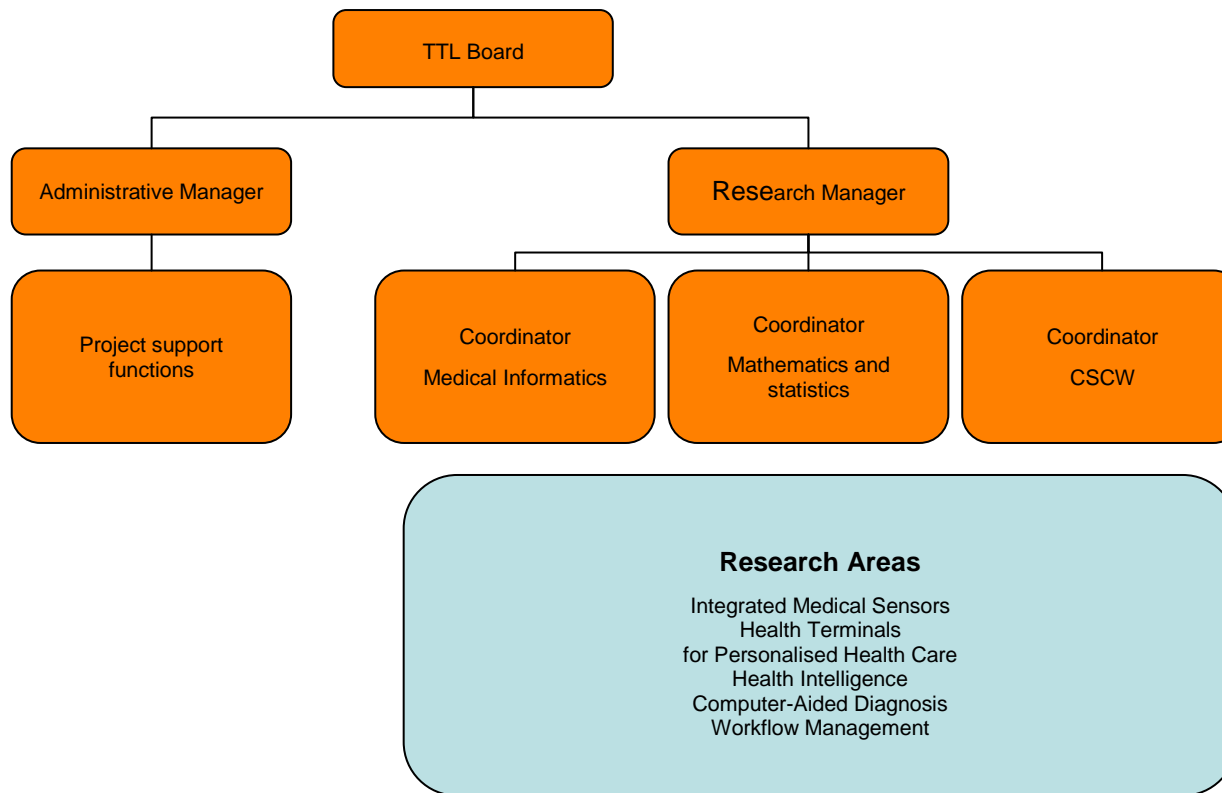 TTL Board
Administrative Manager
Research Manager
Project support
functions
Coordinator
Medical Informatics
Coordinator
Mathematics and
statistics
Coordinator
CSCW
Research Areas
Integrated Medical Sensors
Health Terminals
for Personalised Health Care
Health Intelligence
Computer-Aided Diagnosis
Workflow Management